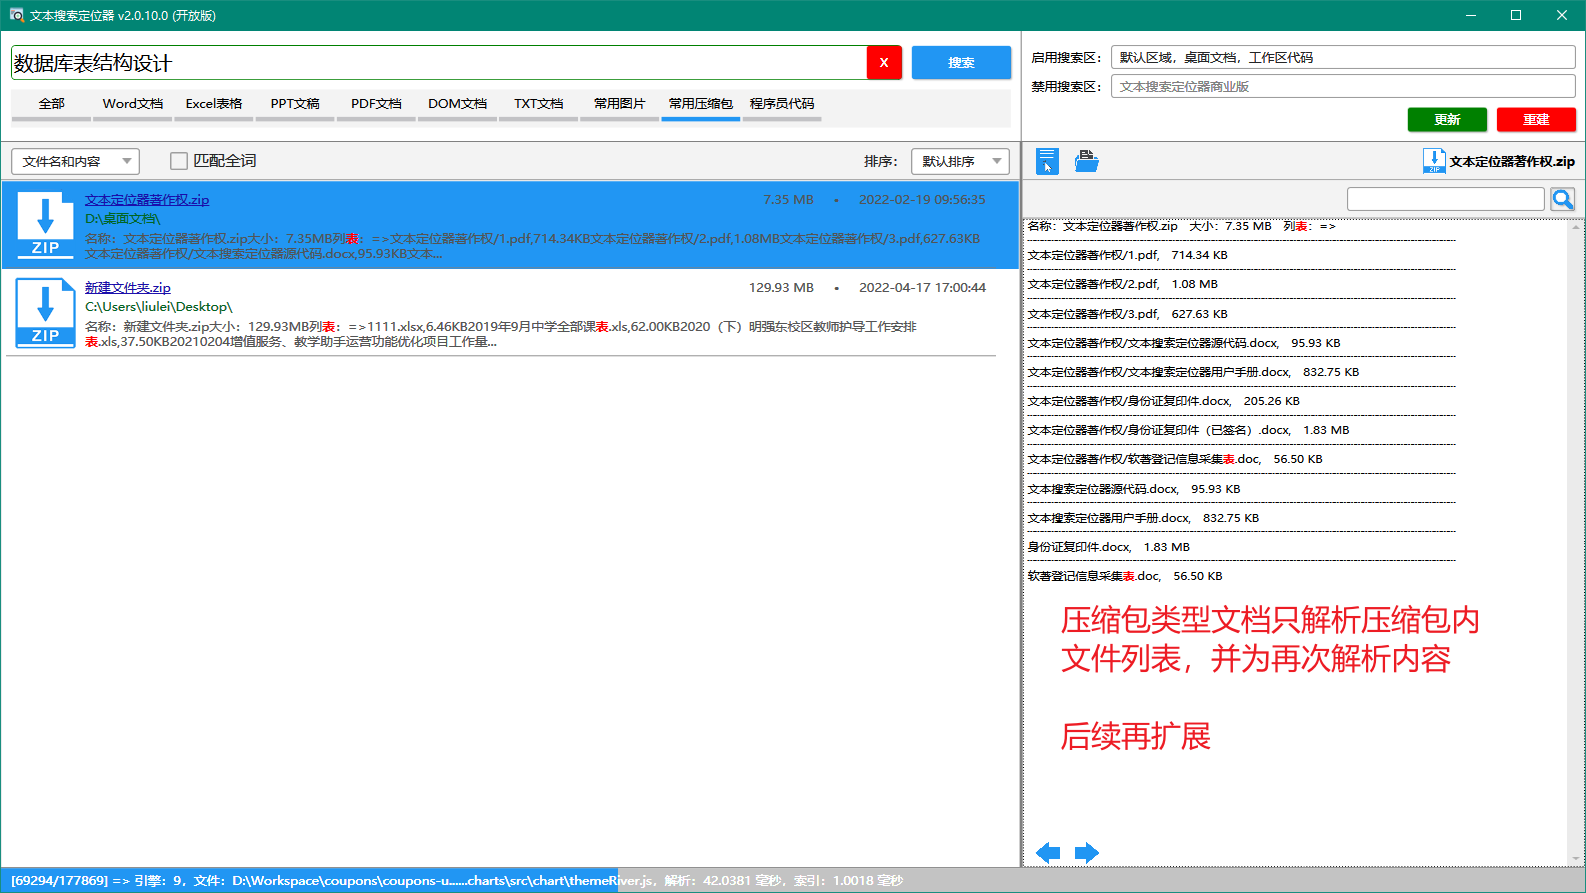 文本搜索定位器 v2.0.10.0 (开放版)
数据库表结构设计
X
搜索
全部
Word文档
Excel表格
PPT文稿
PDF文档
DOM文档
TXT文档
常用图片
常用压缩包
程序员代码
启用搜索区：
默认区域，桌面文档，工作区代码
禁用搜索区：
文本搜索定位器商业版
更新
重建
文件名和内容
匹配全词
排序：
默认排序
文本定位器著作权.zip
文本定位器著作权.zip
7.35 MB • 2022-02-19 09:56:35
D:\桌面文档\
名称：文本定位器著作权.zip大小：7.35MB列表：=>文本定位器著作权/1.pdf,714.34KB文本定位器著作权/2.pdf,1.08MB文本定位器著作权/3.pdf,627.63KB
文本定位器著作权/文本搜索定位器源代码.docx,95.93KB文本...
新建文件夹.zip
129.93 MB • 2022-04-17 17:00:44
C:\Users\liulei\Desktop\
名称：新建文件夹.zip大小：129.93MB列表：=>1111.xlsx,6.46KB2019年9月中学全部课表.xls,62.00KB2020（下）明强东校区教师护导工作安排
表.xls,37.50KB20210204增值服务、教学助手运营功能优化项目工作量...
名称：文本定位器著作权.zip 大小：7.35 MB 列表：=>
文本定位器著作权/1.pdf, 714.34 KB
文本定位器著作权/2.pdf, 1.08 MB
文本定位器著作权/3.pdf, 627.63 KB
文本定位器著作权/文本搜索定位器源代码.docx, 95.93 KB
文本定位器著作权/文本搜索定位器用户手册.docx, 832.75 KB
文本定位器著作权/身份证复印件.docx, 205.26 KB
文本定位器著作权/身份证复印件（已签名）.docx, 1.83 MB
文本定位器著作权/软著登记信息采集表.doc, 56.50 KB
文本搜索定位器源代码.docx, 95.93 KB
文本搜索定位器用户手册.docx, 832.75 KB
身份证复印件.docx, 1.83 MB
软著登记信息采集表.doc, 56.50 KB
压缩包类型文档只解析压缩包内
文件列表，并为再次解析内容
后续再扩展
ZIP
ZIP
ZIP
[69294/177869] => 引擎：9，文件：D:\Workspace\coupons\coupons-u......charts\src\chart\themeRiver.js，解析：42.0381 毫秒，索引：1.0018 毫秒